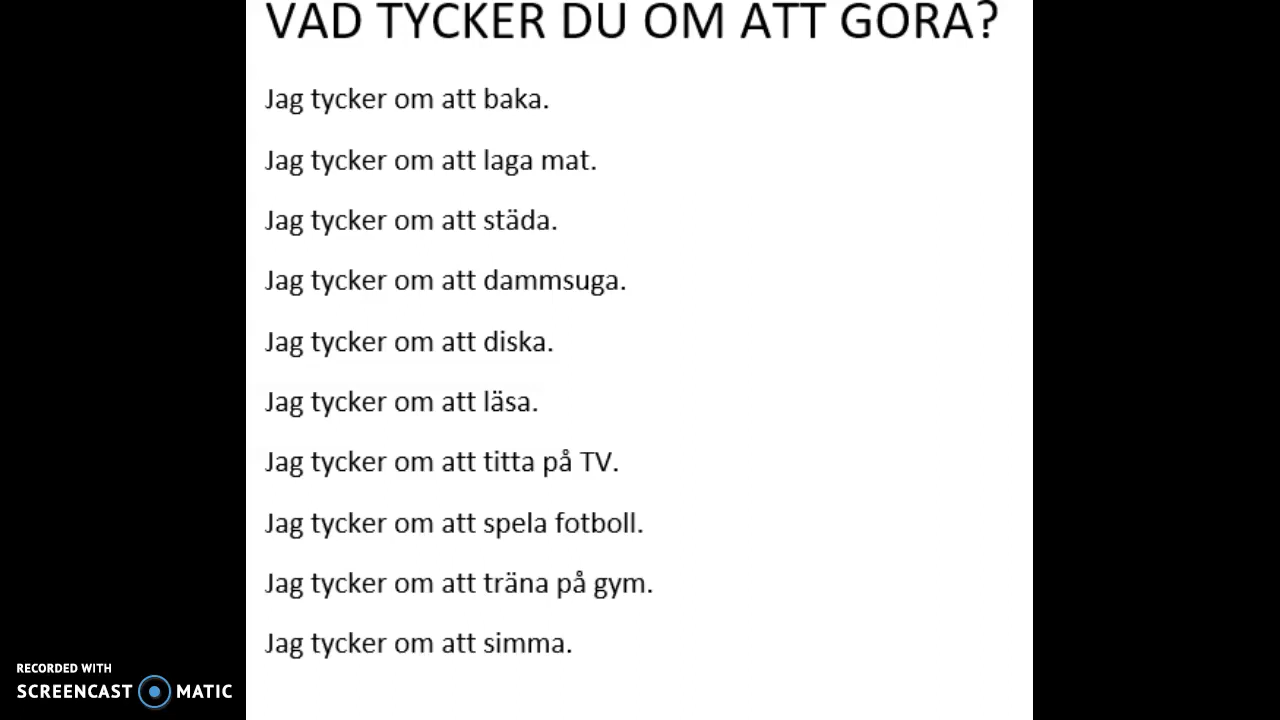 VAD TYCKER DU OM ATT GÖRA?
Jag tycker om att baka.
Jag tycker om att laga mat.
Jag tycker om att städa.
Jag tycker om att dammsuga.
Jag tycker om att diska.
Jag tycker om att läsa.
Jag tycker om att titta på TV.
Jag tycker om att spela fotboll.
Jag tycker om att träna på gym.
Jag tycker om att simma.
RECORDED WITH
SCREENCAST MATIC